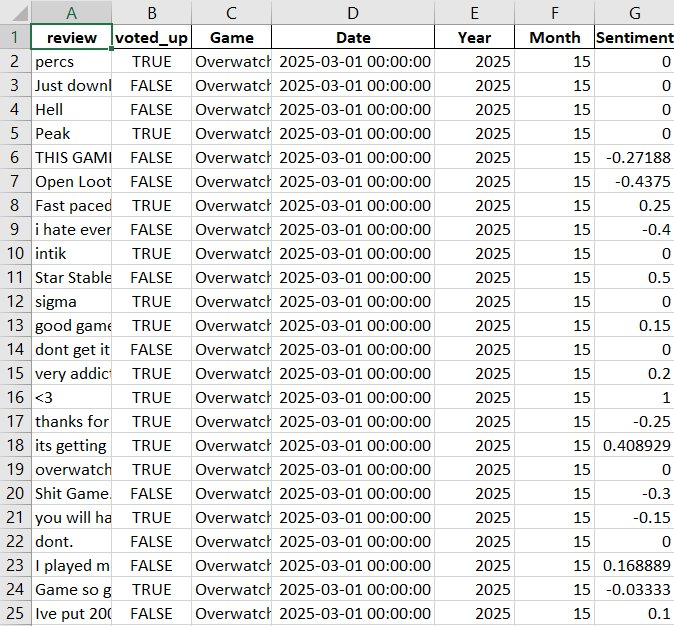 A B C D E F G
1 review voted_up Game Date Year Month Sentiment
2 percs TRUE Overwatch 2025-03-01 00:00:00 2025 15 0
3 Just downl FALSE Overwatch 2025-03-01 00:00:00 2025 15 0
4 Hell FALSE Overwatch 2025-03-01 00:00:00 2025 15 0
5 Peak TRUE Overwatch 2025-03-01 00:00:00 2025 15 0
6 THIS GAME FALSE Overwatch 2025-03-01 00:00:00 2025 15 -0.27188
7 Open Loot FALSE Overwatch 2025-03-01 00:00:00 2025 15 -0.4375
8 Fast paced TRUE Overwatch 2025-03-01 00:00:00 2025 15 0.25
9 i hate ever FALSE Overwatch 2025-03-01 00:00:00 2025 15 -0.4
10 intik TRUE Overwatch 2025-03-01 00:00:00 2025 15 0
11 Star Stable FALSE Overwatch 2025-03-01 00:00:00 2025 15 0.5
12 sigma TRUE Overwatch 2025-03-01 00:00:00 2025 15 0
13 good game TRUE Overwatch 2025-03-01 00:00:00 2025 15 0.15
14 dont get it FALSE Overwatch 2025-03-01 00:00:00 2025 15 0
15 very addict TRUE Overwatch 2025-03-01 00:00:00 2025 15 0.2
16 <3 TRUE Overwatch 2025-03-01 00:00:00 2025 15 1
17 thanks for TRUE Overwatch 2025-03-01 00:00:00 2025 15 -0.25
18 its getting TRUE Overwatch 2025-03-01 00:00:00 2025 15 0.408929
19 overwatch TRUE Overwatch 2025-03-01 00:00:00 2025 15 0
20 Shit Game. FALSE Overwatch 2025-03-01 00:00:00 2025 15 -0.3
21 you will ha TRUE Overwatch 2025-03-01 00:00:00 2025 15 -0.15
22 dont. FALSE Overwatch 2025-03-01 00:00:00 2025 15 0
23 I played m FALSE Overwatch 2025-03-01 00:00:00 2025 15 0.168889
24 Game so g TRUE Overwatch 2025-03-01 00:00:00 2025 15 -0.03333
25 Ive put 200 FALSE Overwatch 2025-03-01 00:00:00 2025 15 0.1